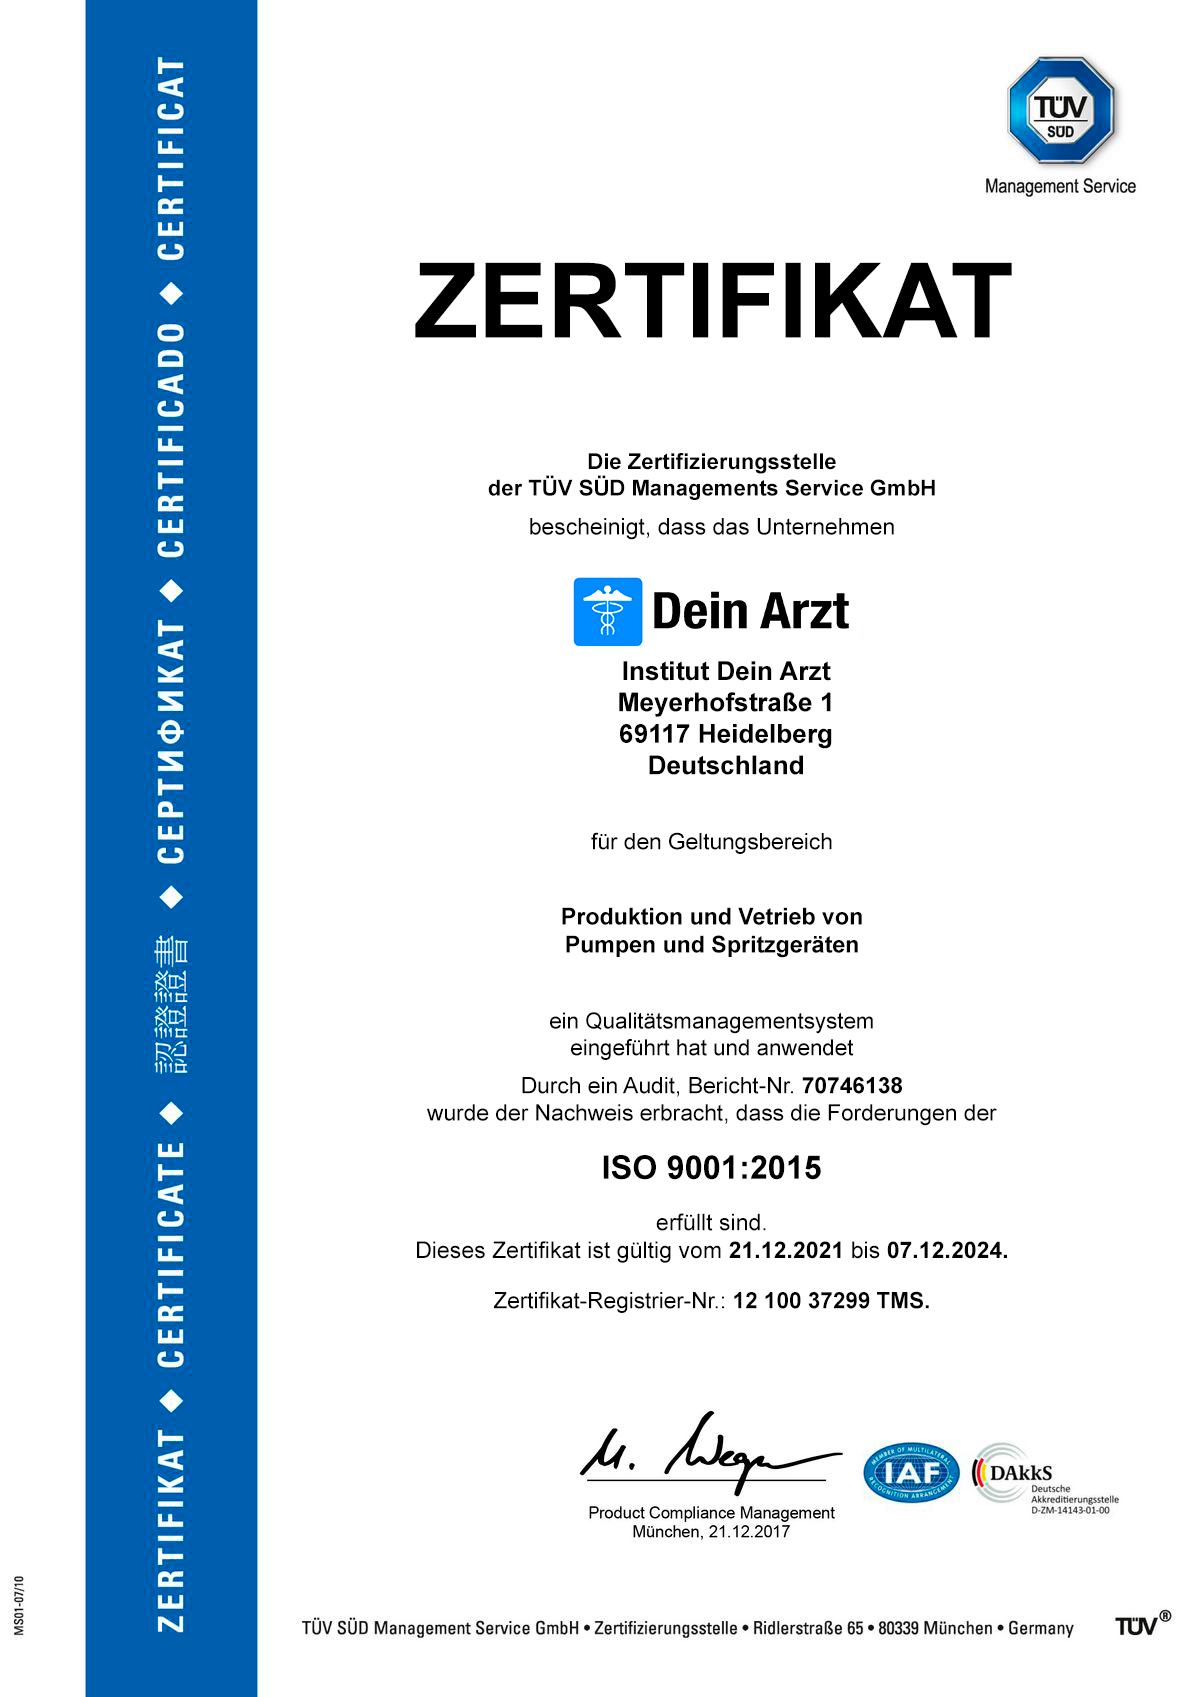 TÜV
SÜD
Management Service
ZERTIFIKAT
Die Zertifizierungsstelle
der TÜV SÜD Managements Service GmbH
bescheinigt, dass das Unternehmen
Dein Arzt
Institut Dein Arzt
Meyerhofstraße 1
69117 Heidelberg
Deutschland
für den Geltungsbereich
Produktion und Vetrieb von
Pumpen und Spritzgeräten
ein Qualitätsmanagementsystem
eingeführt hat und anwendet
Durch ein Audit, Bericht-Nr. 70746138
wurde der Nachweis erbracht, dass die Forderungen der
ISO 9001:2015
erfüllt sind.
Dieses Zertifikat ist gültig vom 21.12.2021 bis 07.12.2024.
Zertifikat-Registrier-Nr.: 12 100 37299 TMS.
Product Compliance Management
München, 21.12.2017
MEMBER OF MULTILATERAL
IAF
RECOGNITION ARRANGEMENT
DAkkS
Deutsche
Akkreditierungsstelle
D-ZM-14143-01-00
TÜV SÜD Management Service GmbH • Zertifizierungsstelle • Ridlerstraße 65 • 80339 München • Germany
TÜV®
ZERTIFIKAT ◆ CERTIFICATE ◆ 認證證書 ◆ СЕРТИФИКАТ ◆ CERTIFICADO ◆ CERTIFICAT
MS01-07/10